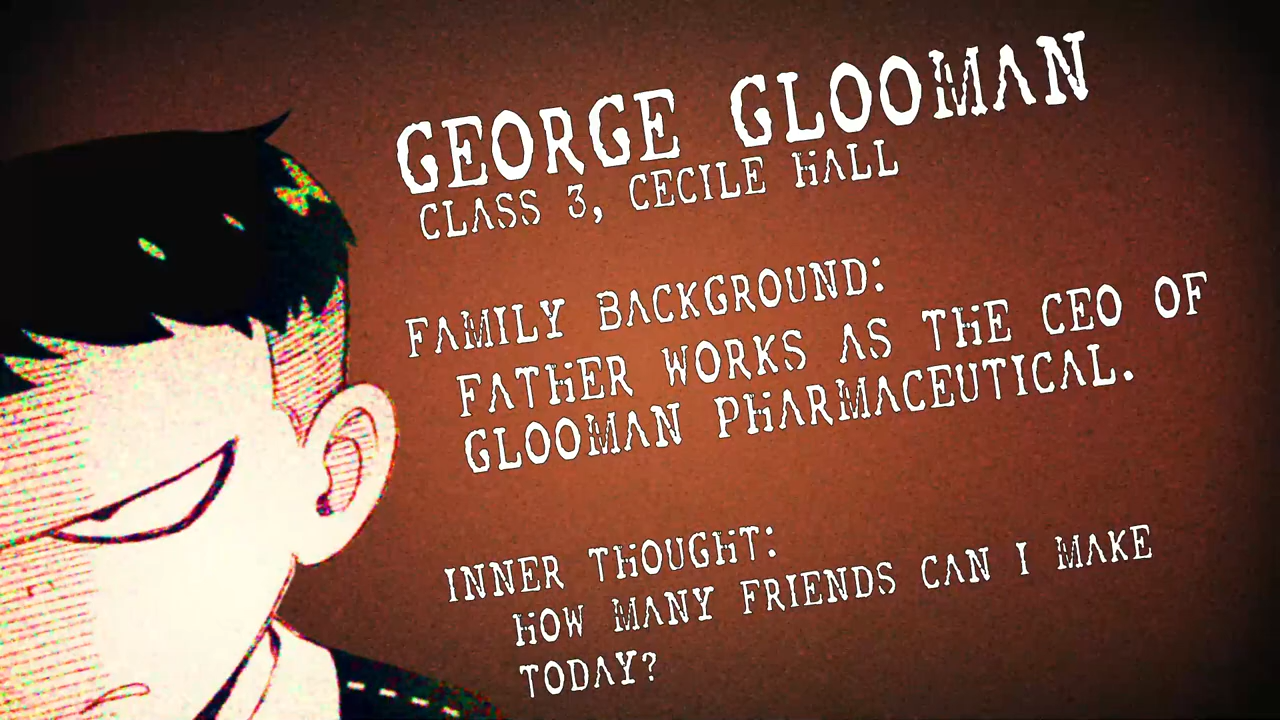 GEORGE GLOOMAN
CLASS 3, CECILE HALL
FAMILY BACKGROUND:
FATHER WORKS AS THE CEO OF
GLOOMAN PHARMACEUTICAL.
INNER THOUGHT:
HOW MANY FRIENDS CAN I MAKE
TODAY?